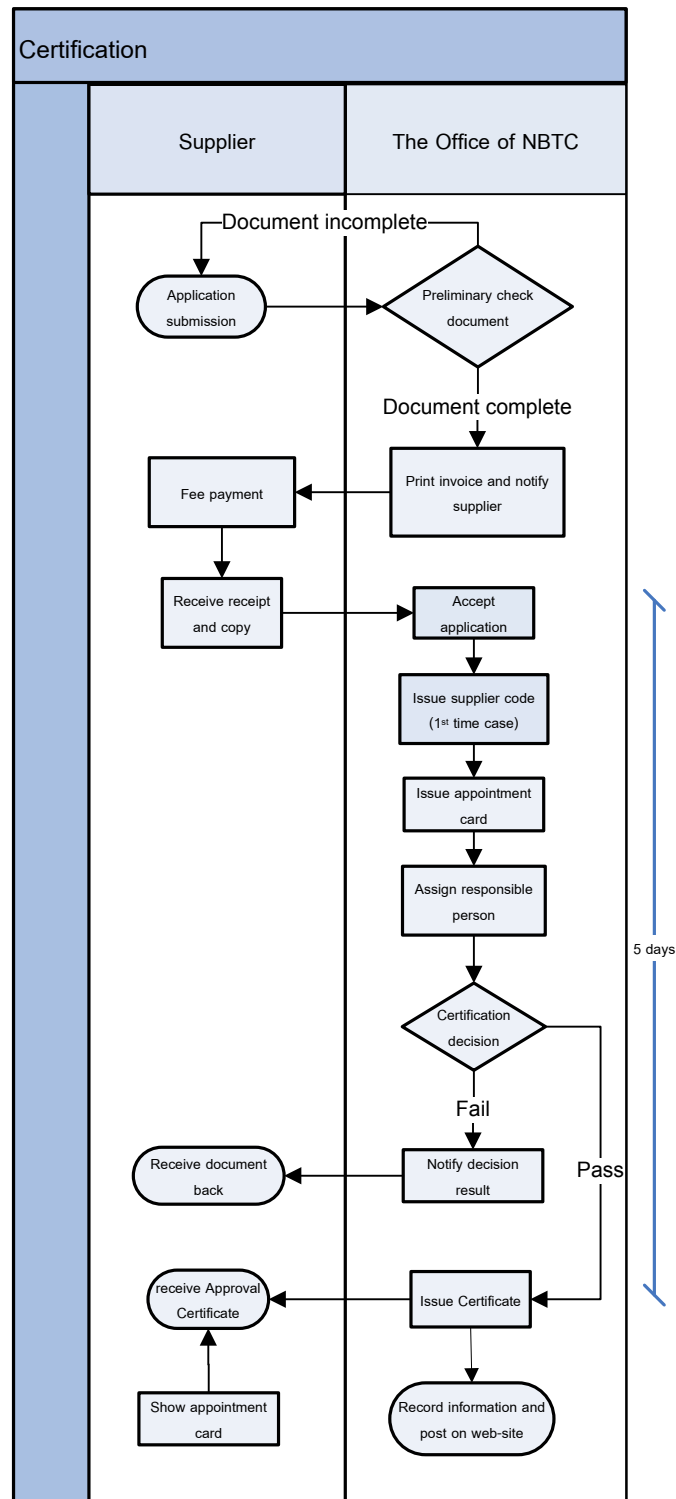 Certification
Supplier
The Office of NBTC
Document incomplete
Application
submission
Preliminary check
document
Document complete
Fee payment
Print invoice and notify
supplier
Receive receipt
and copy
Accept
application
Issue supplier code
(1st time case)
Issue appointment
card
Assign responsible
person
5 days
Certification
decision
Fail
Pass
Receive document
back
Notify decision
result
receive Approval
Certificate
Issue Certificate
Show appointment
card
Record information and
post on web-site